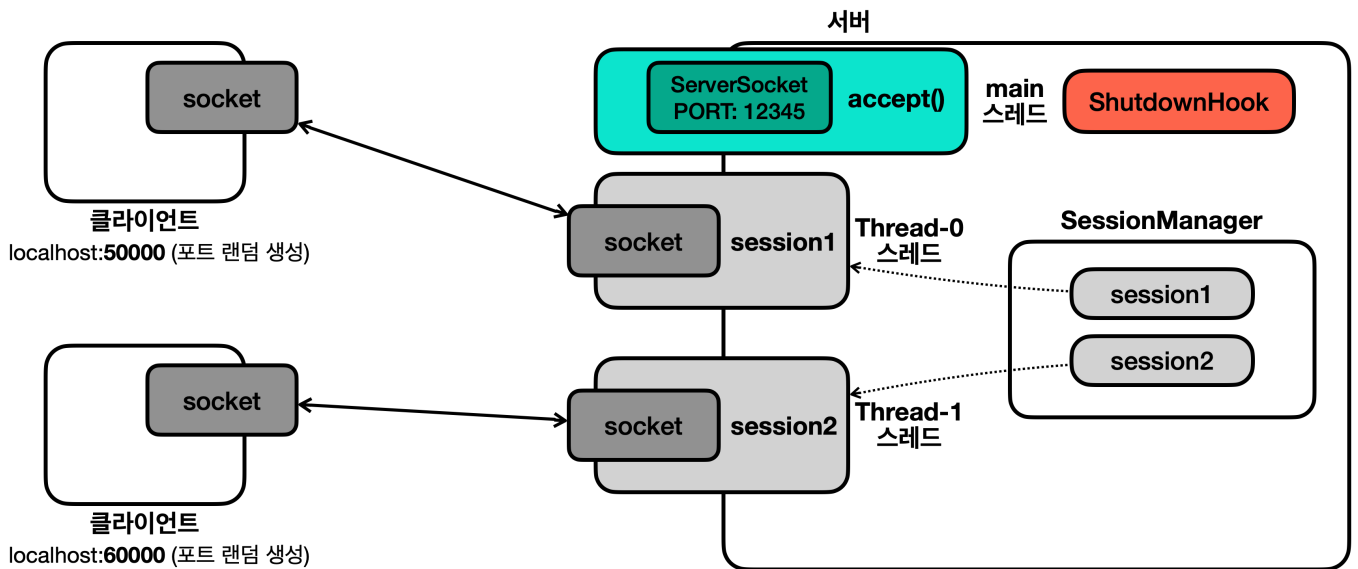 서버
socket
클라이언트
localhost:50000 (포트 랜덤 생성)
ServerSocket
PORT: 12345
accept()
main
스레드
ShutdownHook
socket
session1
Thread-0
스레드
SessionManager
session1
session2
socket
클라이언트
localhost:60000 (포트 랜덤 생성)
socket
session2
Thread-1
스레드